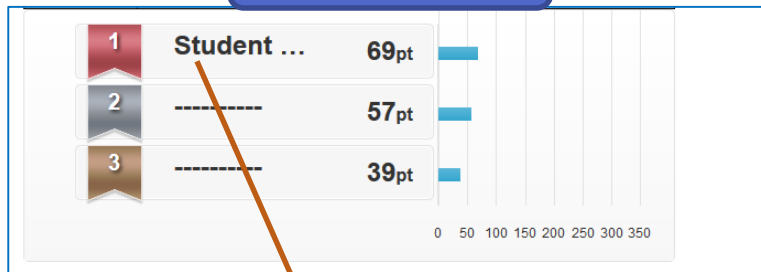 1 Student ... 69pt
2 ---------- 57pt
3 ---------- 39pt
0 50 100 150 200 250 300 350